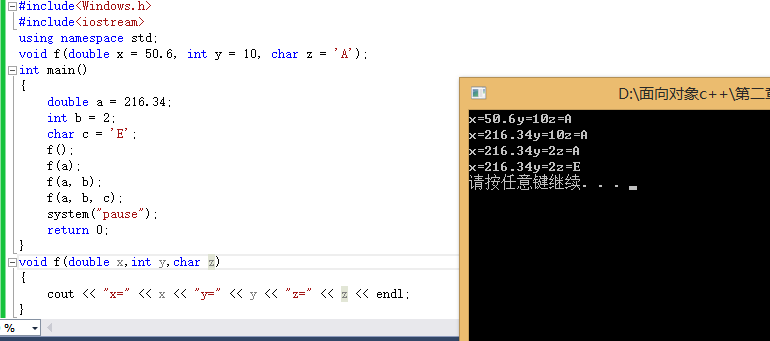 #include<Windows.h>
#include<iostream>
using namespace std;
void f(double x = 50.6, int y = 10, char z = 'A');
int main()
{
double a = 216.34;
int b = 2;
char c = 'E';
f();
f(a);
f(a, b);
f(a, b, c);
system("pause");
return 0;
}
void f(double x,int y,char z)
{
cout << "x=" << x << "y=" << y << "z=" << z << endl;
}
%
D:\面向对象c++\第二章
x=50.6y=10z=A
x=216.34y=10z=A
x=216.34y=2z=A
x=216.34y=2z=E
请按任意键继续. . .